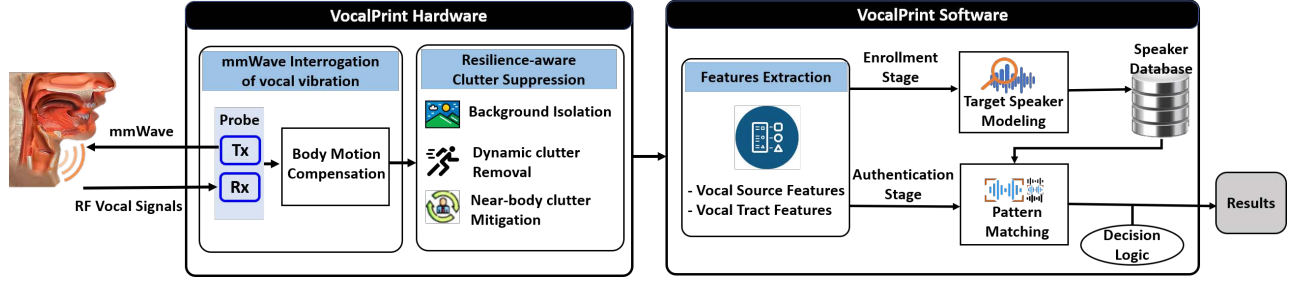 VocalPrint Hardware
mmWave Interrogation
of vocal vibration
Probe
Tx
Rx
mmWave
RF Vocal Signals
Body Motion
Compensation
Resilience-aware
Clutter Suppression
Background Isolation
Dynamic clutter
Removal
Near-body clutter
Mitigation
VocalPrint Software
Features Extraction
- Vocal Source Features
- Vocal Tract Features
Enrollment
Stage
Authentication
Stage
Target Speaker
Modeling
Speaker
Database
Pattern
Matching
Decision
Logic
Results